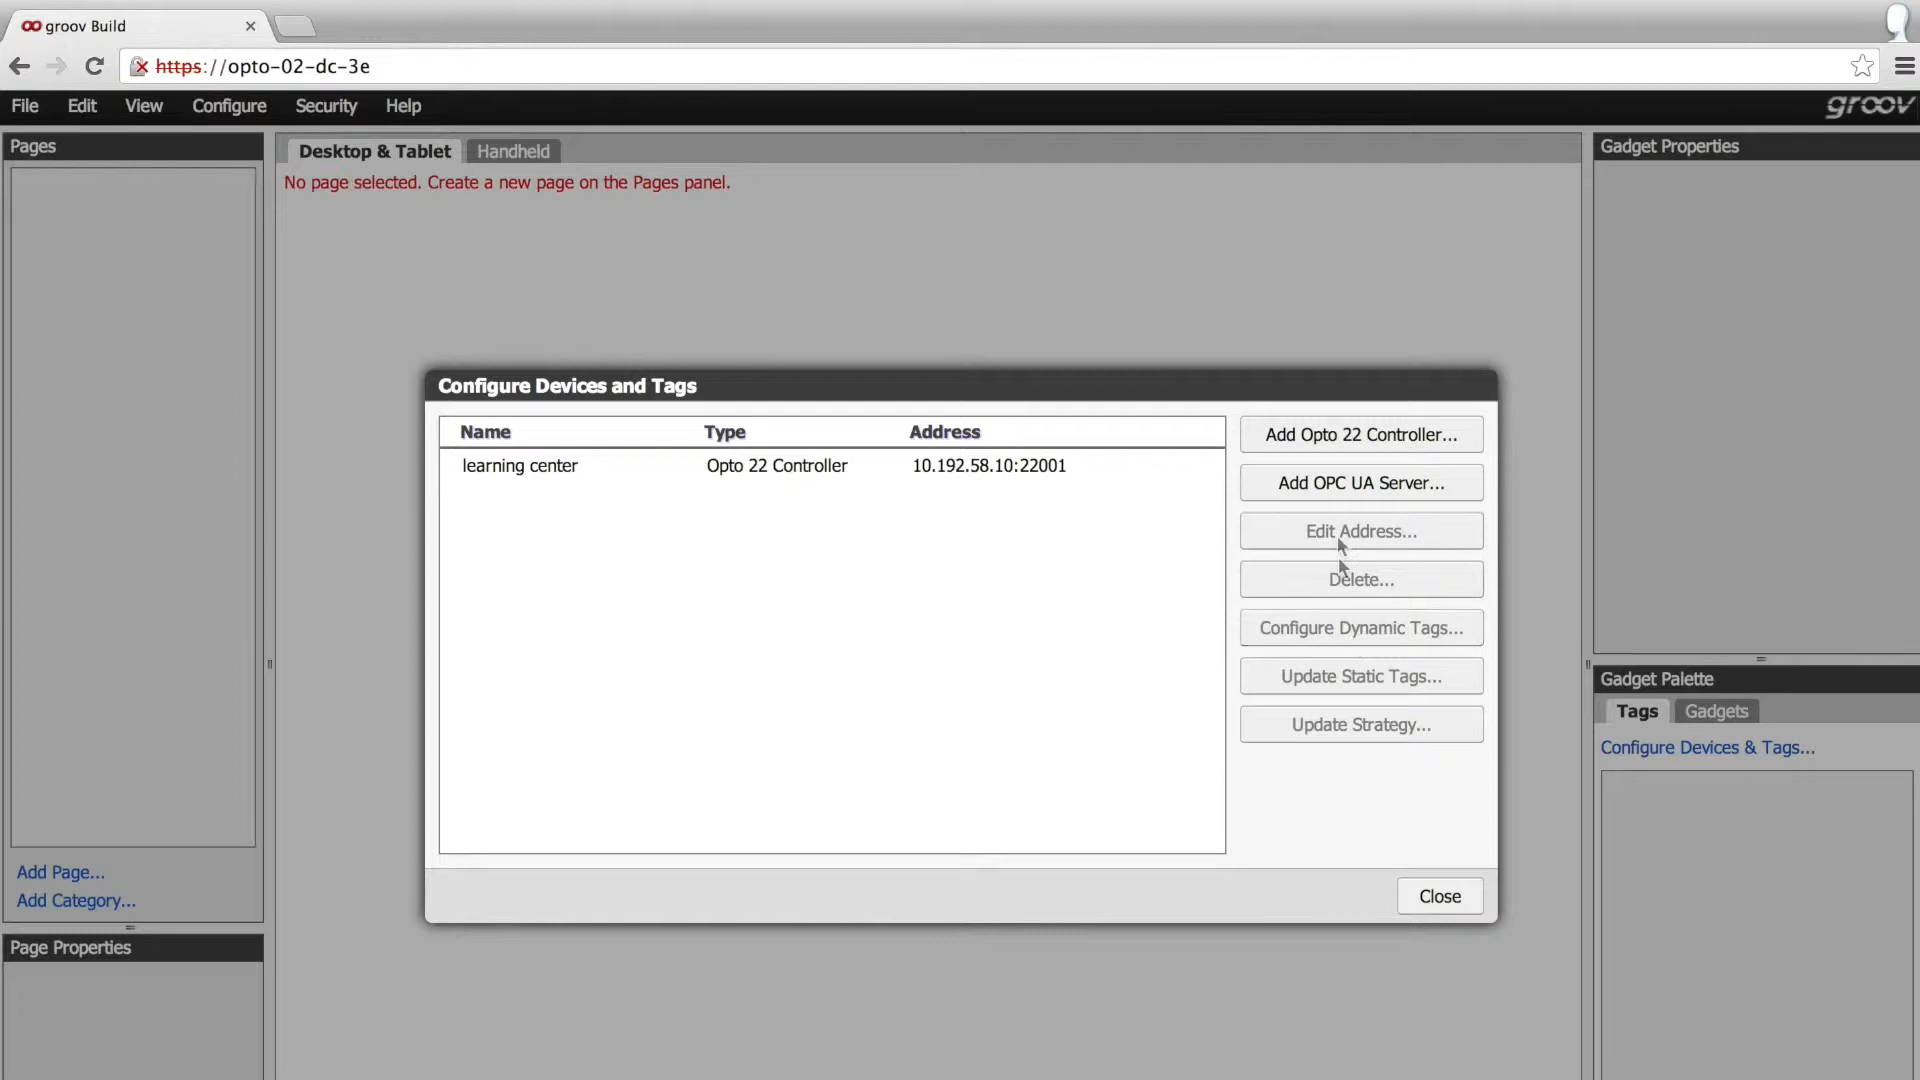 groov Build
https://opto-02-dc-3e
File Edit View Configure Security Help
groov
Pages
Desktop & Tablet Handheld
Gadget Properties
No page selected. Create a new page on the Pages panel.
Configure Devices and Tags
Name Type Address
learning center Opto 22 Controller 10.192.58.10:22001
Add Opto 22 Controller...
Add OPC UA Server...
Edit Address...
Delete...
Configure Dynamic Tags...
Update Static Tags...
Update Strategy...
Close
Gadget Palette
Tags Gadgets
Configure Devices & Tags...
Add Page...
Add Category...
Page Properties